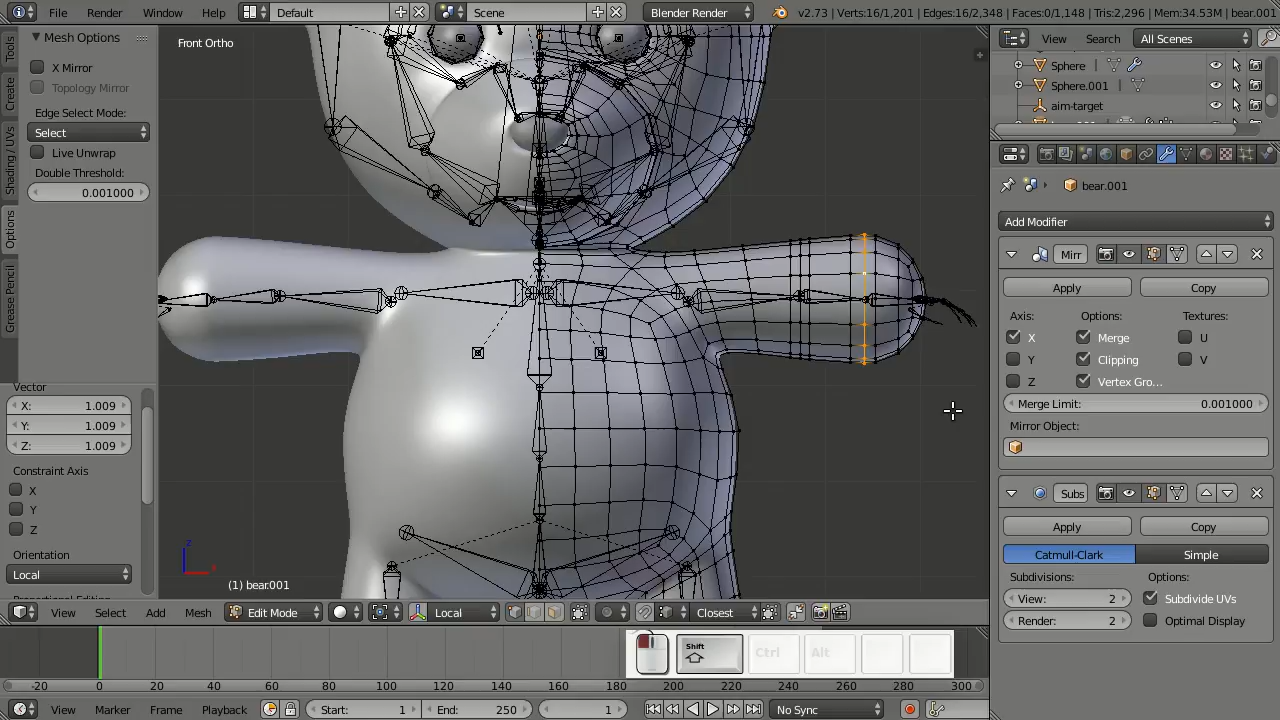 File Render Window Help Default Scene Blender Render v2.73 | Verts:16/1,201 | Edges:16/2,348 | Faces:0/1,148 | Tris:2,296 | Mem:34.53M | bear.001
Mesh Options
X Mirror
Topology Mirror
Edge Select Mode:
Select
Live Unwrap
Double Threshold:
0.001000
Tools
Create
Shading / UVs
Options
Grease Pencil
Vector
X: 1.009
Y: 1.009
Z: 1.009
Constraint Axis
X
Y
Z
Orientation
Local
Front Ortho
z
(1) bear.001
View Select Add Mesh Edit Mode Local Closest
Shift
Ctrl
Alt
-20 0 20 40 60 80 100 120 140 160 180 200 220 240 260 280 300
View Marker Frame Playback Start: 1 End: 250 1 No Sync
View Search All Scenes
Sphere
Sphere.001
aim-target
bear.001
Add Modifier
Mirr
Apply Copy
Axis: Options: Textures:
X Merge U
Y Clipping V
Z Vertex Gro...
Merge Limit: 0.001000
Mirror Object:
Subs
Apply Copy
Catmull-Clark Simple
Subdivisions: Options:
View: 2 Subdivide UVs
Render: 2 Optimal Display